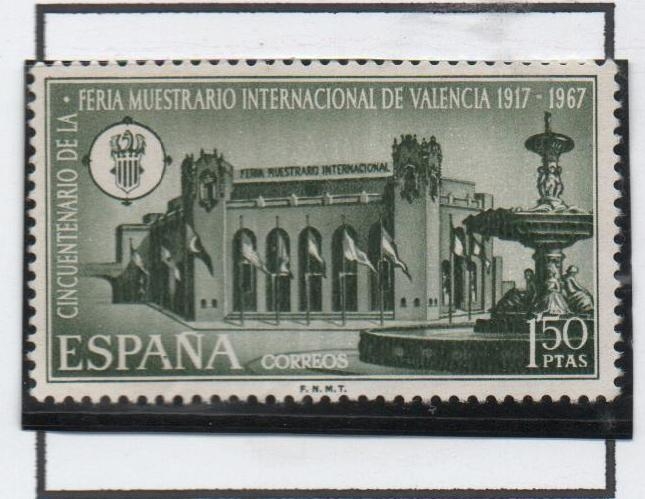 CINCUENTENARIO DE LA · FERIA MUESTRARIO INTERNACIONAL DE VALENCIA 1917 - 1967
FERIA MUESTRARIO INTERNACIONAL
ESPAÑA
CORREOS
1'50
PTAS
F. N. M. T.